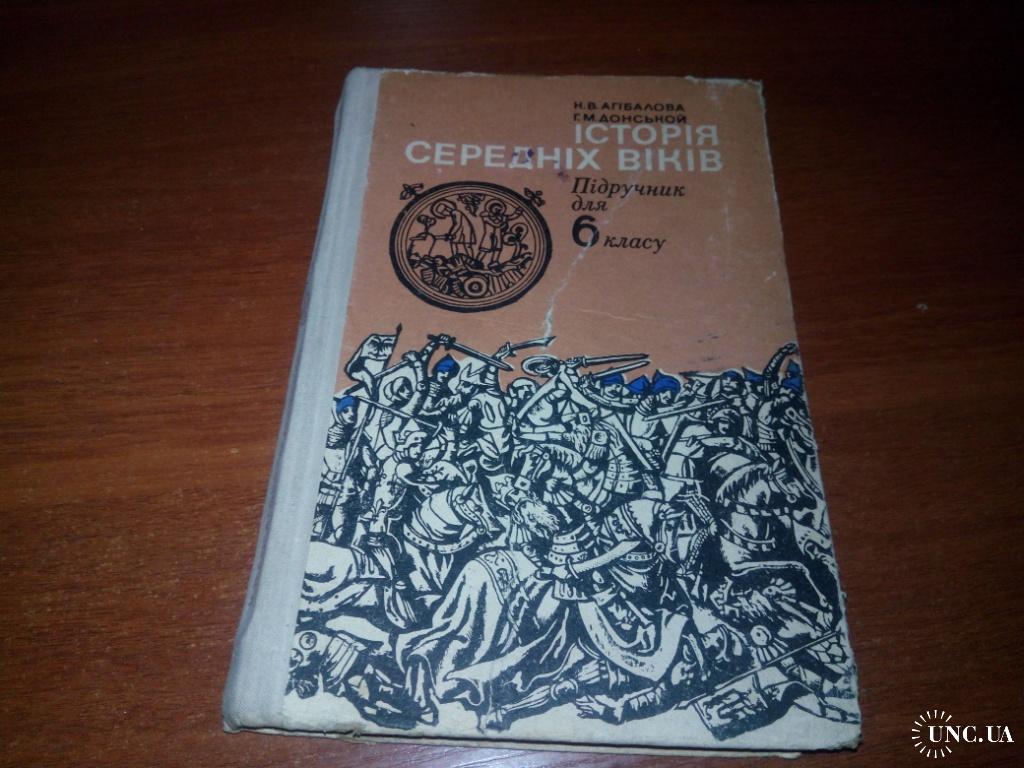 Н.В.АГІБАЛОВА
Г.М.ДОНСЬКОЙ
ІСТОРІЯ
СЕРЕДНІХ ВІКІВ
Підручник
для
6 класу
UNC.UA